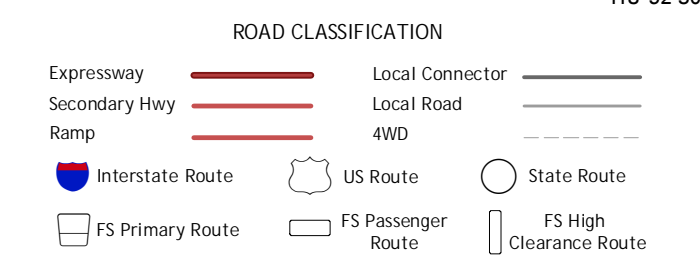 ROAD CLASSIFICATION
Expressway
Local Connector
Secondary Hwy
Local Road
Ramp
4WD
Interstate Route
US Route
State Route
FS Primary Route
FS Passenger
Route
FS High
Clearance Route